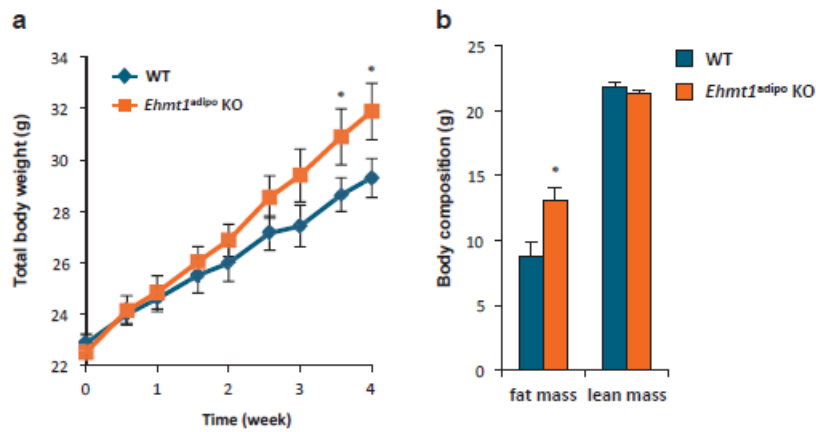 a
Total body weight (g)
34
32
30
28
26
24
22
WT
Ehmt1adipo KO
*
*
0
1
2
3
4
Time (week)
b
Body composition (g)
25
20
15
10
5
0
WT
Ehmt1adipo KO
*
fat mass
lean mass